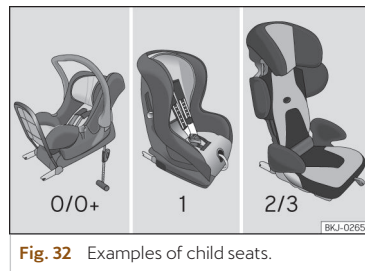 0/0+ 1 2/3
BKJ-0265
Fig. 32 Examples of child seats.